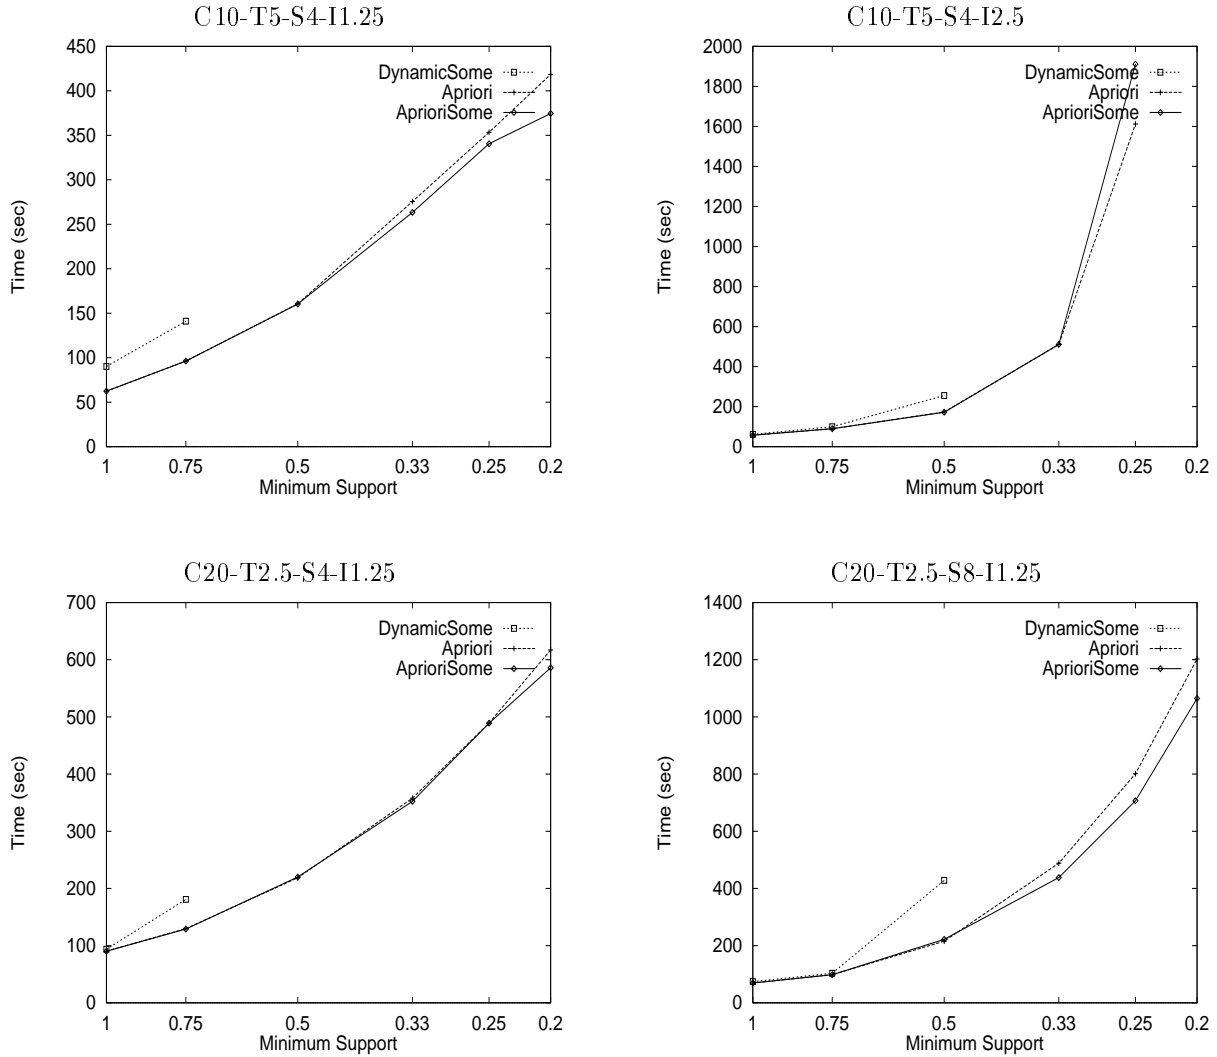 C10-T5-S4-I1.25
450
400
350
300
250
200
150
100
50
0
Time (sec)
DynamicSome
Apriori
AprioriSome
1 0.75 0.5 0.33 0.25 0.2
Minimum Support
C10-T5-S4-I2.5
2000
1800
1600
1400
1200
1000
800
600
400
200
0
Time (sec)
DynamicSome
Apriori
AprioriSome
1 0.75 0.5 0.33 0.25 0.2
Minimum Support
C20-T2.5-S4-I1.25
700
600
500
400
300
200
100
0
Time (sec)
DynamicSome
Apriori
AprioriSome
1 0.75 0.5 0.33 0.25 0.2
Minimum Support
C20-T2.5-S8-I1.25
1400
1200
1000
800
600
400
200
0
Time (sec)
DynamicSome
Apriori
AprioriSome
1 0.75 0.5 0.33 0.25 0.2
Minimum Support